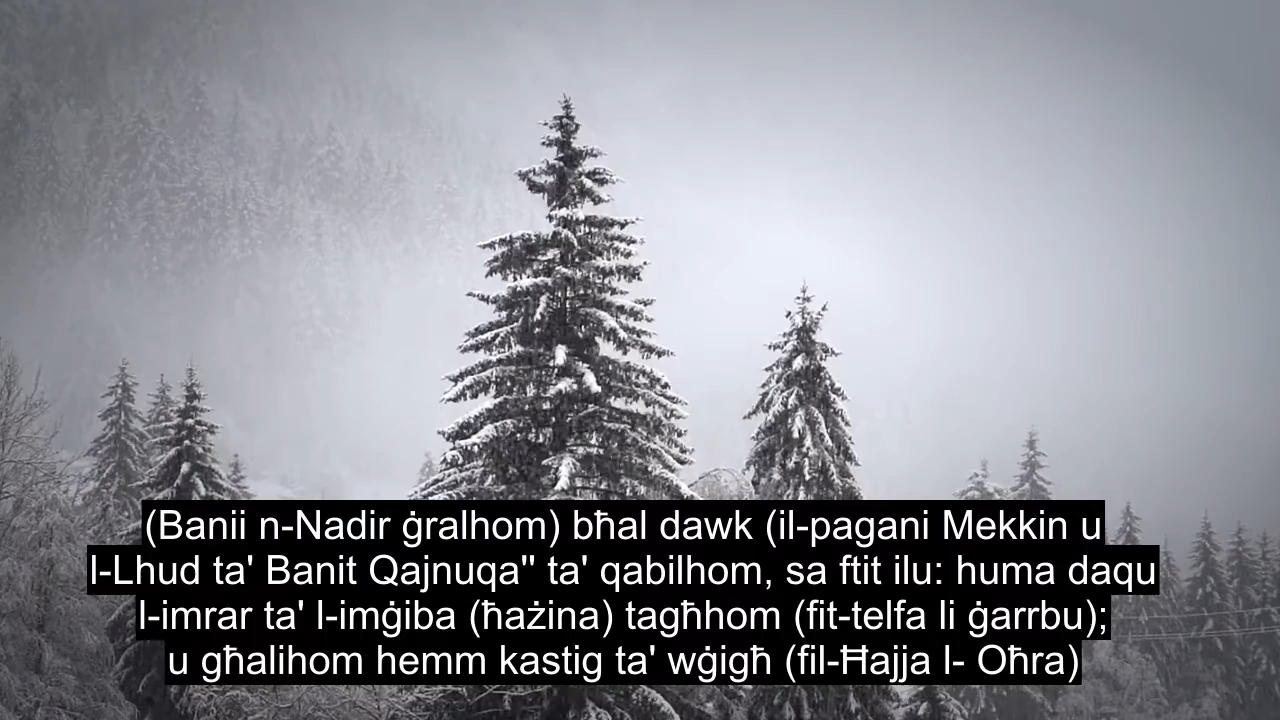 (Banii n-Nadir ġralhom) bħal dawk (il-pagani Mekkin u
l-Lhud ta' Banit Qajnuqa'' ta' qabilhom, sa ftit ilu: huma daqu
l-imrar ta' l-imġiba (ħażina) tagħhom (fit-telfa li ġarrbu);
u għalihom hemm kastig ta' wġigħ (fil-Ħajja l- Oħra)